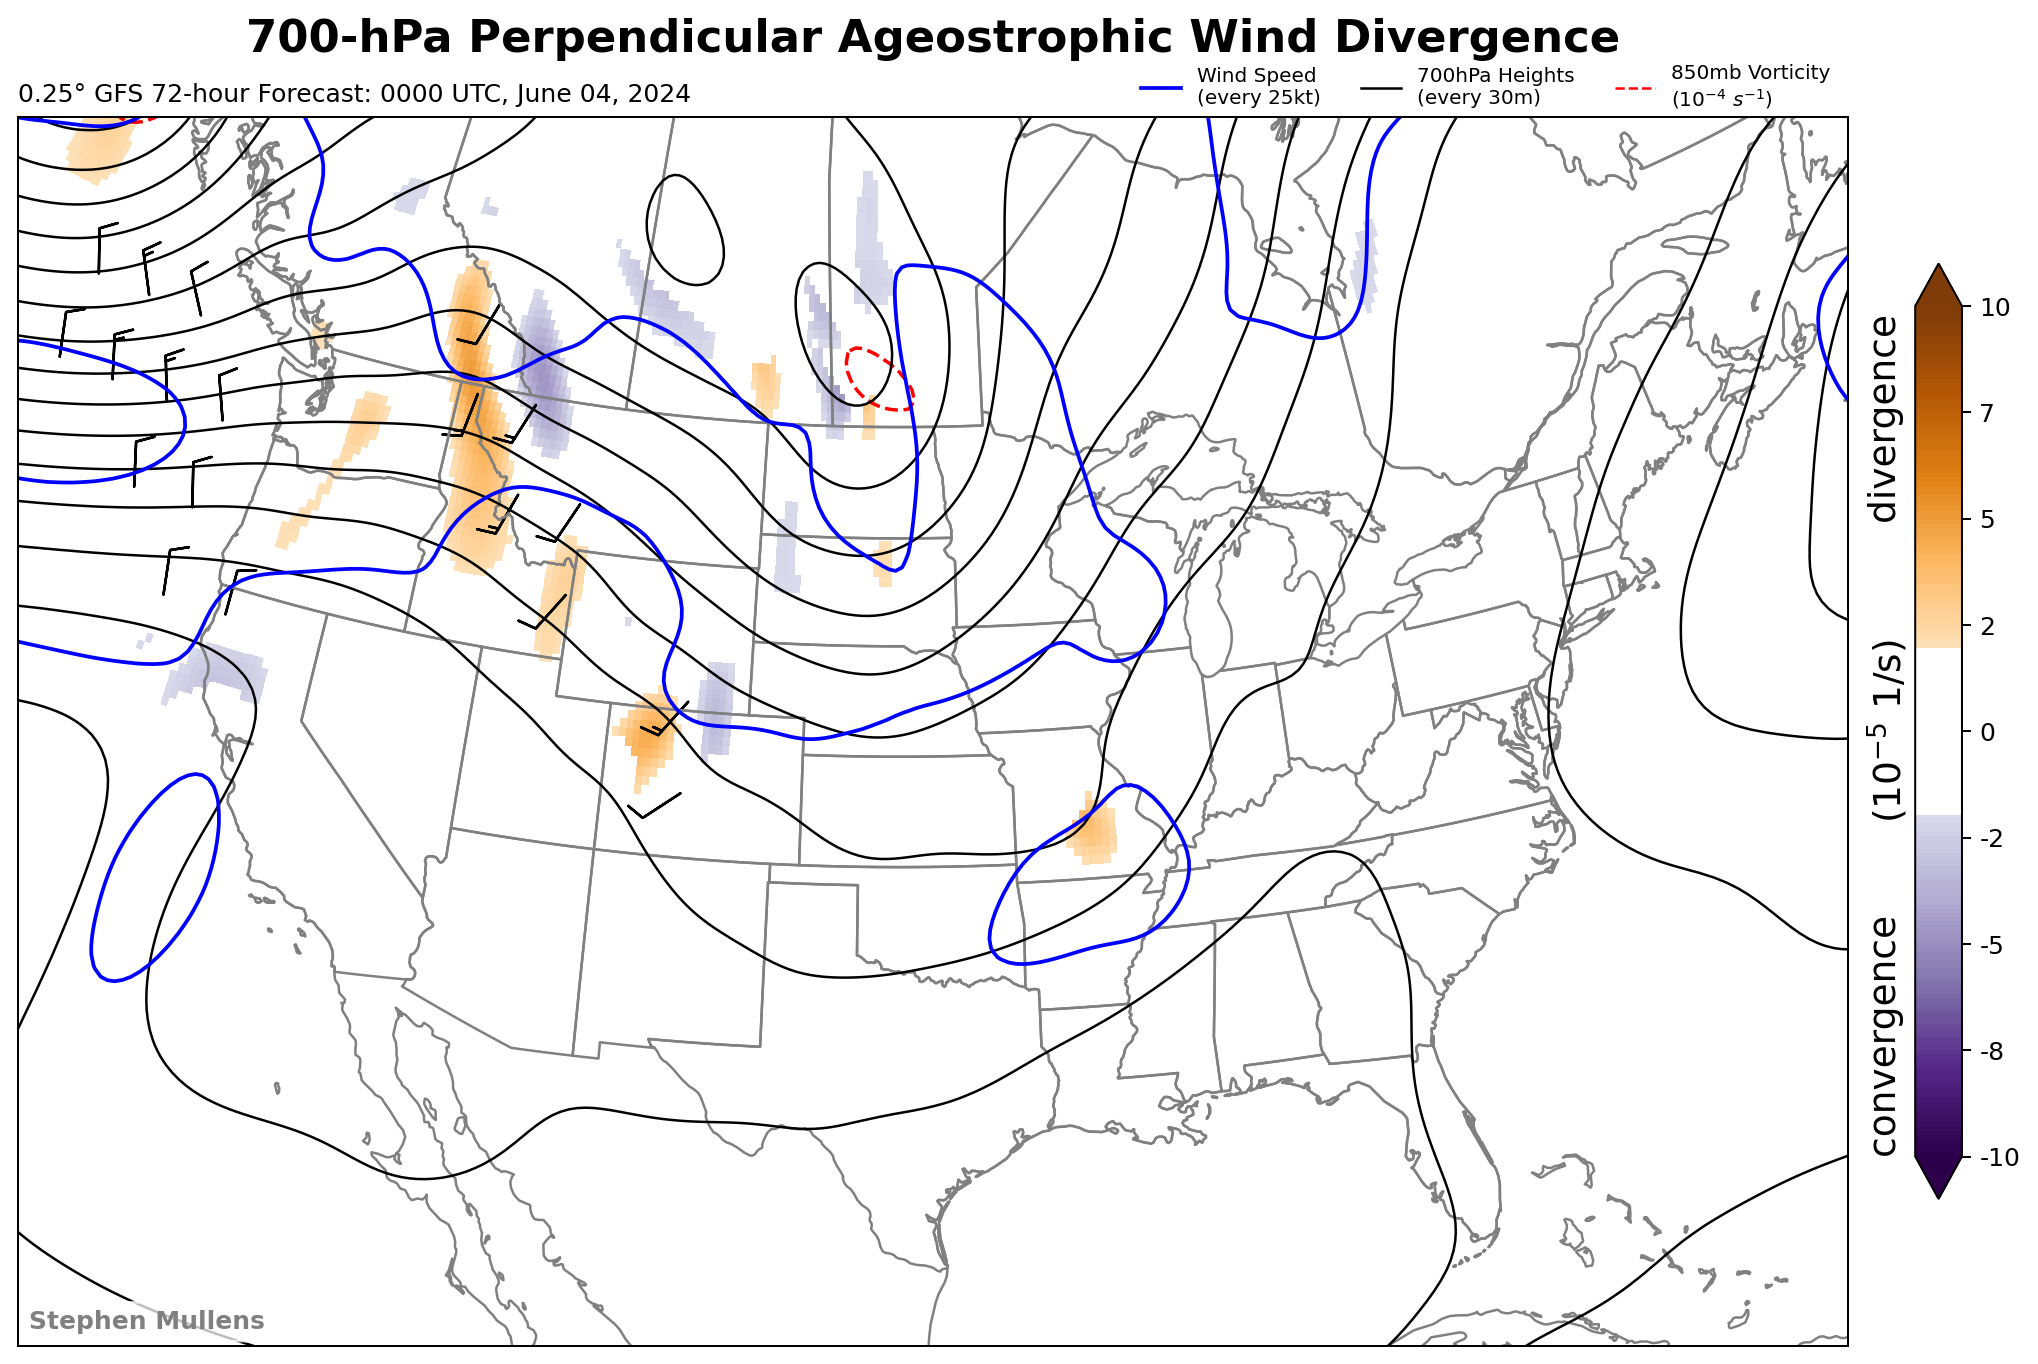 700-hPa Perpendicular Ageostrophic Wind Divergence
0.25° GFS 72-hour Forecast: 0000 UTC, June 04, 2024
Wind Speed
(every 25kt)
700hPa Heights
(every 30m)
850mb Vorticity
(10⁻⁴ s⁻¹)
10
7
5
2
0
-2
-5
-8
-10
convergence (10⁻⁵ 1/s) divergence
Stephen Mullens